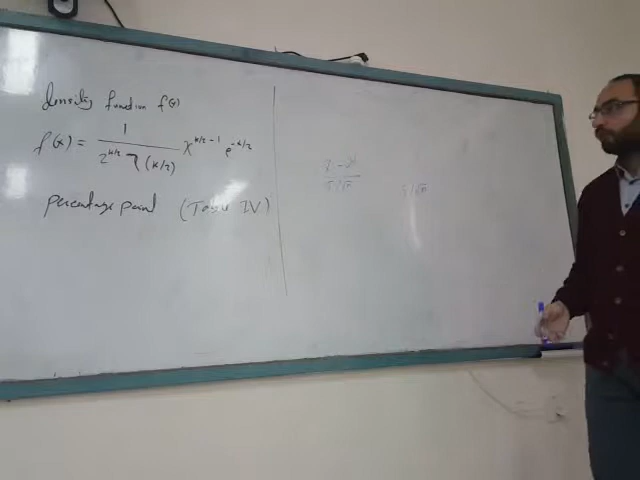 density function f(x)
f(x) = 1 / (2^{k/2} Γ(k/2)) x^{k/2 - 1} e^{-x/2}
percentage point (Table IV)